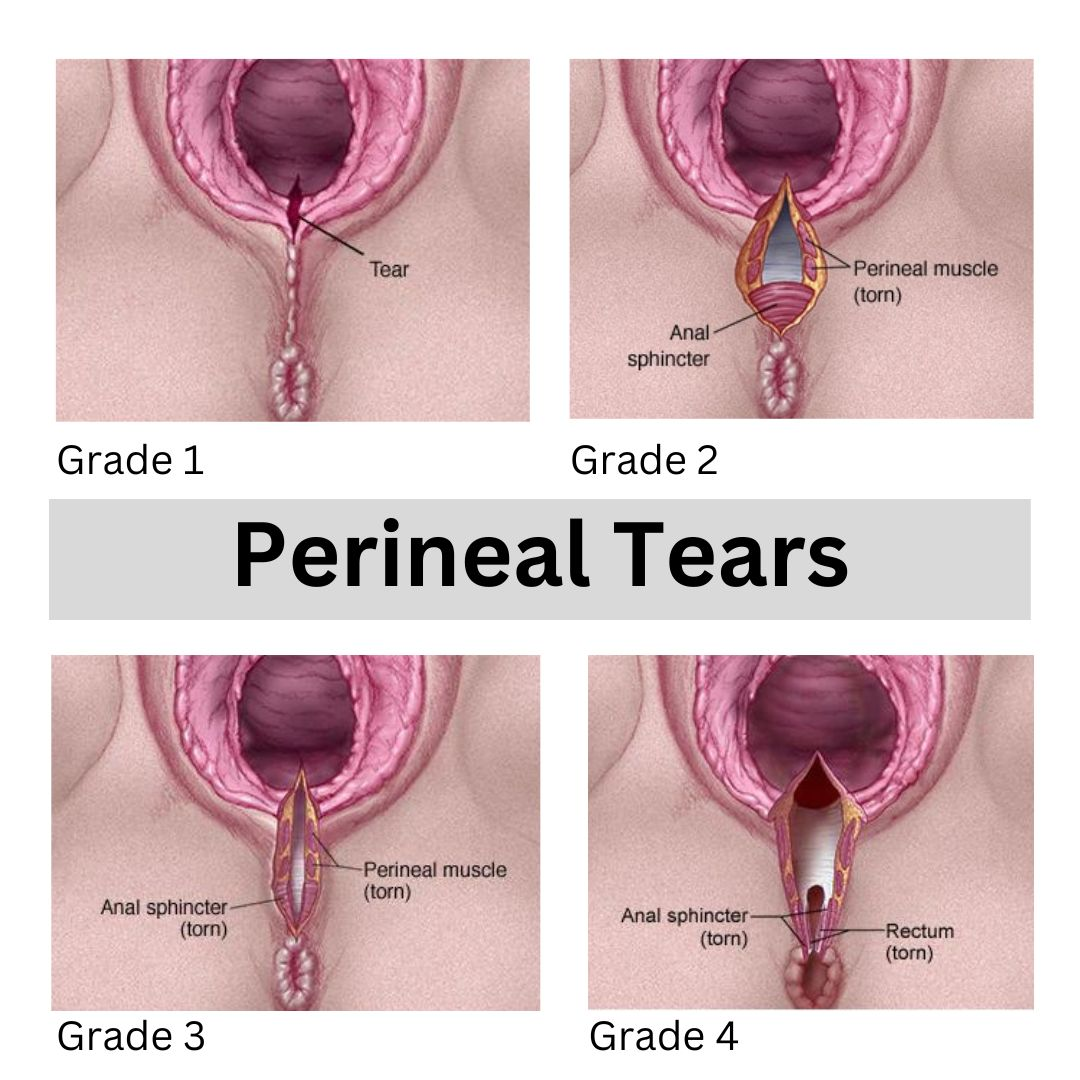 Tear
Perineal muscle
(torn)
Anal
sphincter
Grade 1
Grade 2
Perineal Tears
Perineal muscle
(torn)
Anal sphincter
(torn)
Anal sphincter
(torn)
Rectum
(torn)
Grade 3
Grade 4